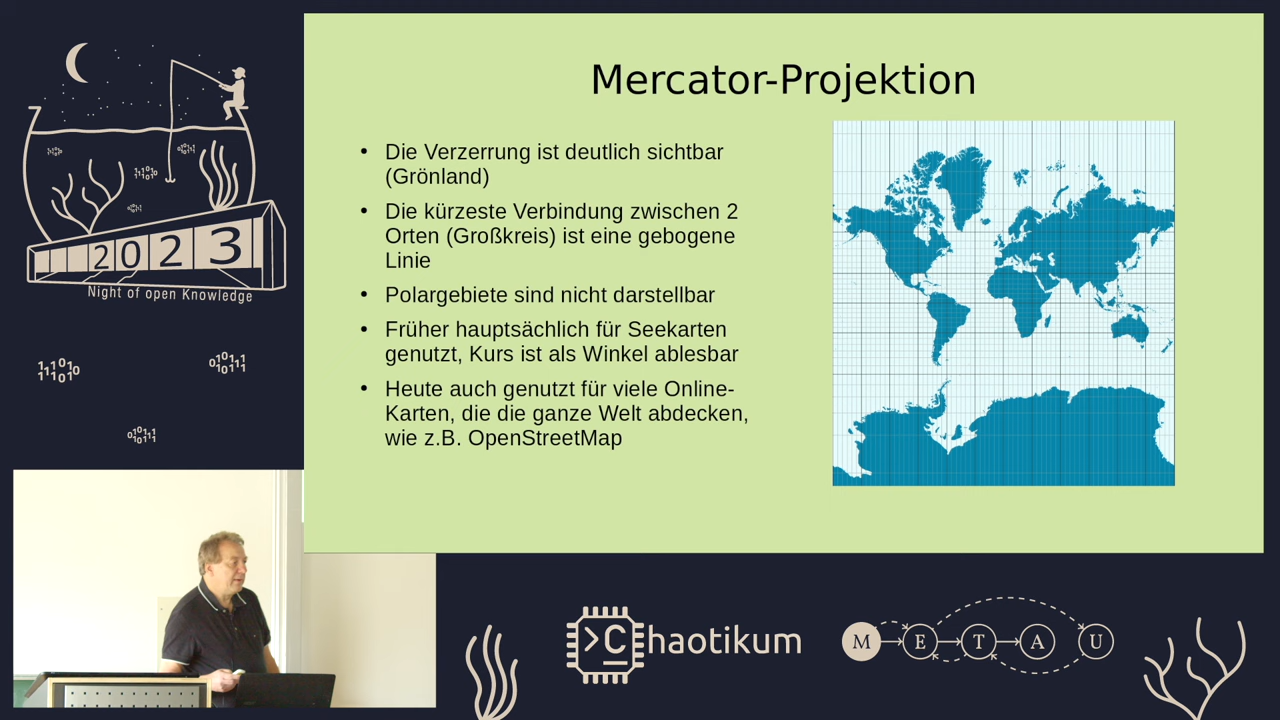 Mercator-Projektion
• Die Verzerrung ist deutlich sichtbar
(Grönland)
• Die kürzeste Verbindung zwischen 2
Orten (Großkreis) ist eine gebogene
Linie
• Polargebiete sind nicht darstellbar
• Früher hauptsächlich für Seekarten
genutzt, Kurs ist als Winkel ablesbar
• Heute auch genutzt für viele Online-
Karten, die die ganze Welt abdecken,
wie z.B. OpenStreetMap
2023
Night of open Knowledge
>C haotikum
M E T A U